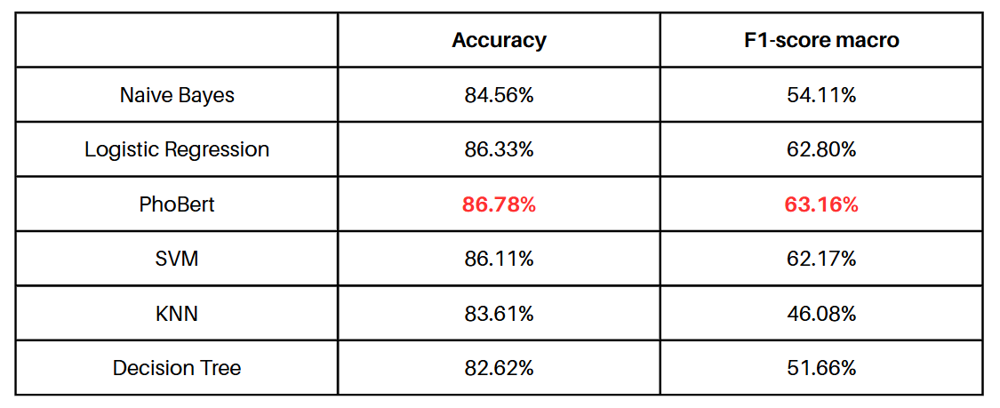 Accuracy F1-score macro
Naive Bayes 84.56% 54.11%
Logistic Regression 86.33% 62.80%
PhoBert 86.78% 63.16%
SVM 86.11% 62.17%
KNN 83.61% 46.08%
Decision Tree 82.62% 51.66%